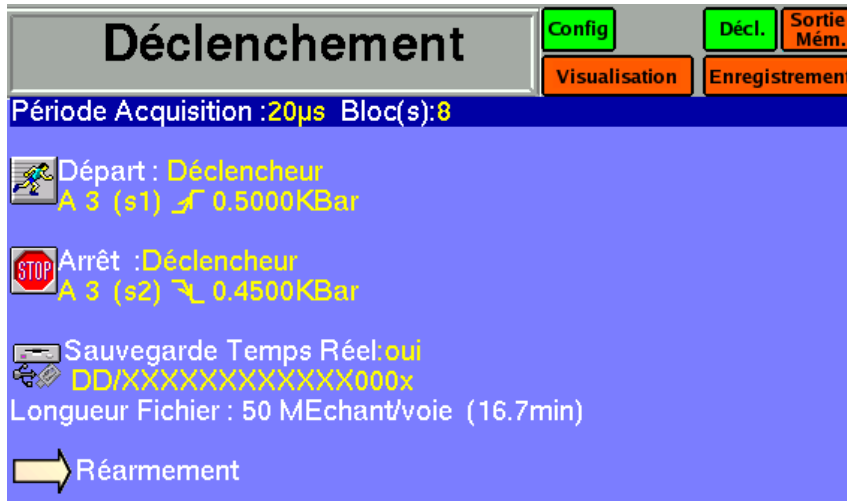 Déclenchement
Config
Décl.
Sortie
Mém.
Visualisation
Enregistrement
Période Acquisition :20µs Bloc(s):8
Départ : Déclencheur
A 3 (s1) 0.5000KBar
STOP
Arrêt :Déclencheur
A 3 (s2) 0.4500KBar
Sauvegarde Temps Réel:oui
DD/XXXXXXXXXXXX000x
Longueur Fichier : 50 MEchant/voie (16.7min)
Réarmement